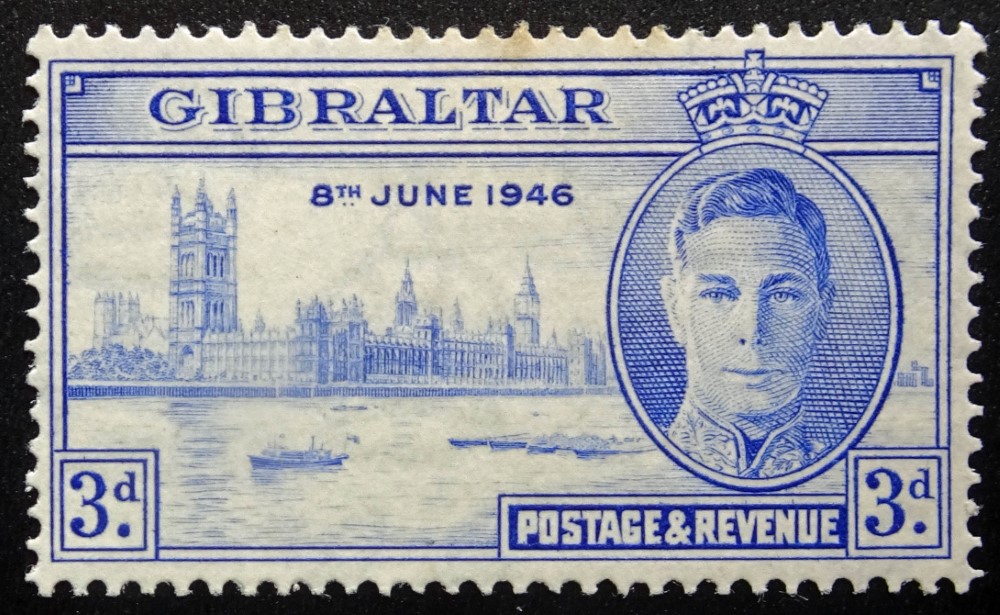 GIBRALTAR
8TH JUNE 1946
3d.
POSTAGE & REVENUE
3d.